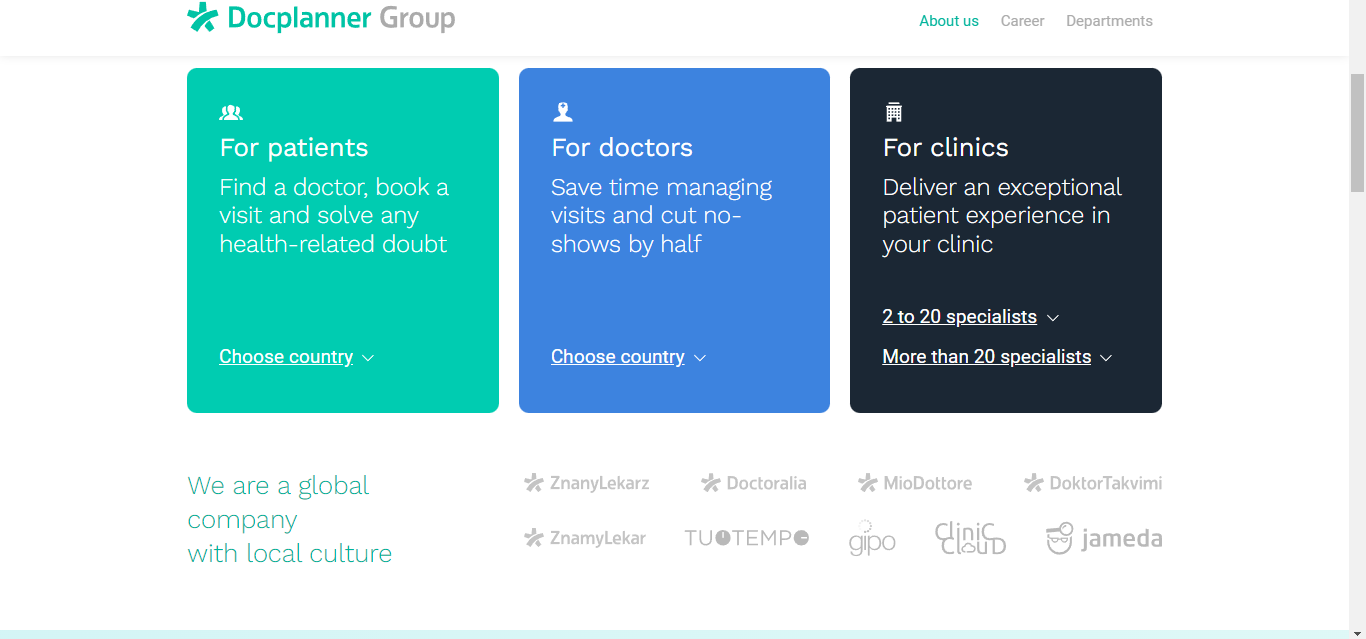 Docplanner Group
About us
Career
Departments
For patients
Find a doctor, book a
visit and solve any
health-related doubt
Choose country
For doctors
Save time managing
visits and cut no-
shows by half
Choose country
For clinics
Deliver an exceptional
patient experience in
your clinic
2 to 20 specialists
More than 20 specialists
We are a global
company
with local culture
ZnanyLekarz
Doctoralia
MioDottore
DoktorTakvimi
ZnamyLekar
TUOTEMPO
gipo
CliniC ClOUD
jameda